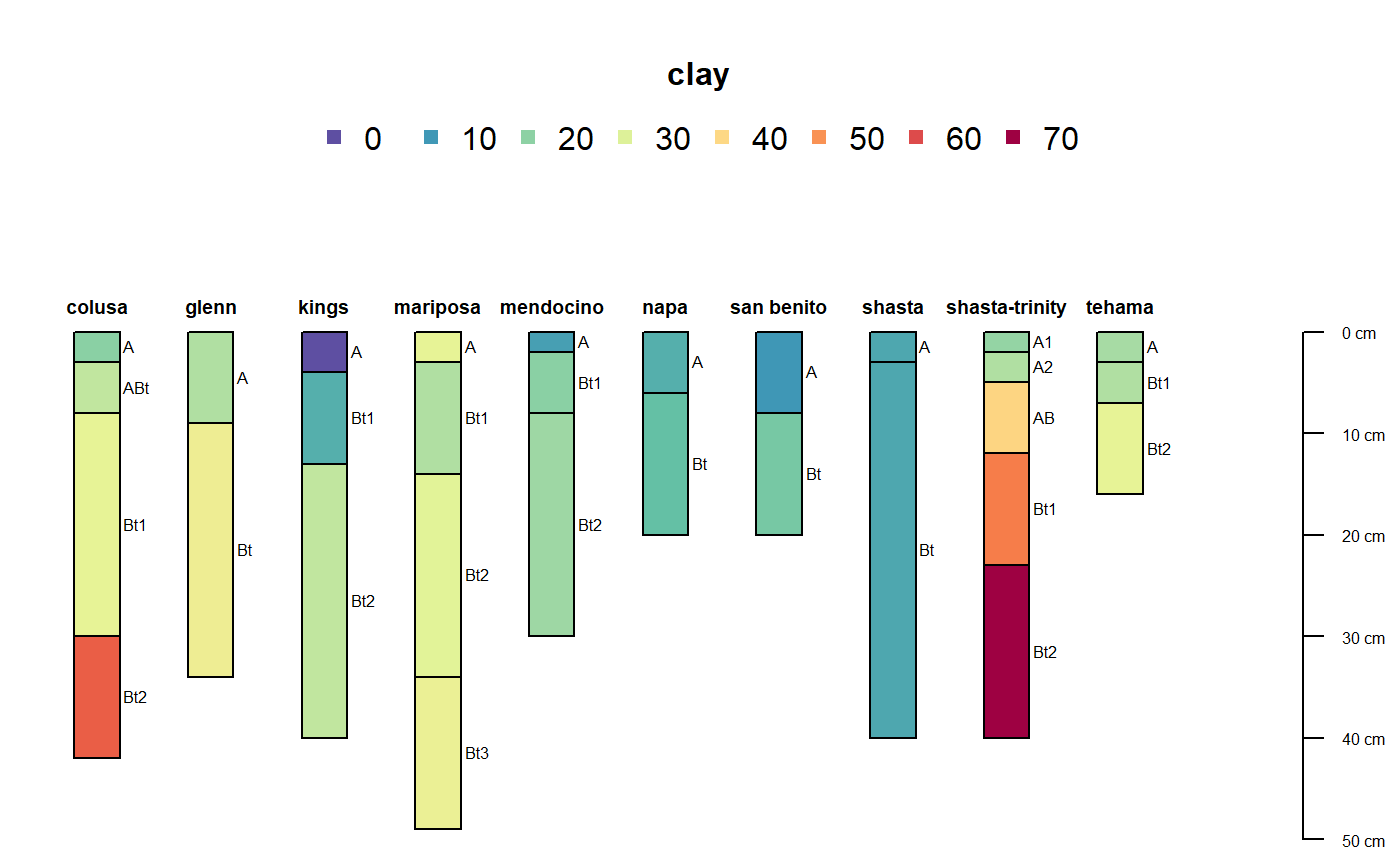 clay
0 10 20 30 40 50 60 70
colusa glenn kings mariposa mendocino napa san benito shasta shasta-trinity tehama
A ABt Bt1 Bt2
A Bt
A Bt1 Bt2
A Bt1 Bt2 Bt3
A Bt1 Bt2
A Bt
A Bt
A Bt
A1 A2 AB Bt1 Bt2
A Bt1 Bt2
0 cm
10 cm
20 cm
30 cm
40 cm
50 cm